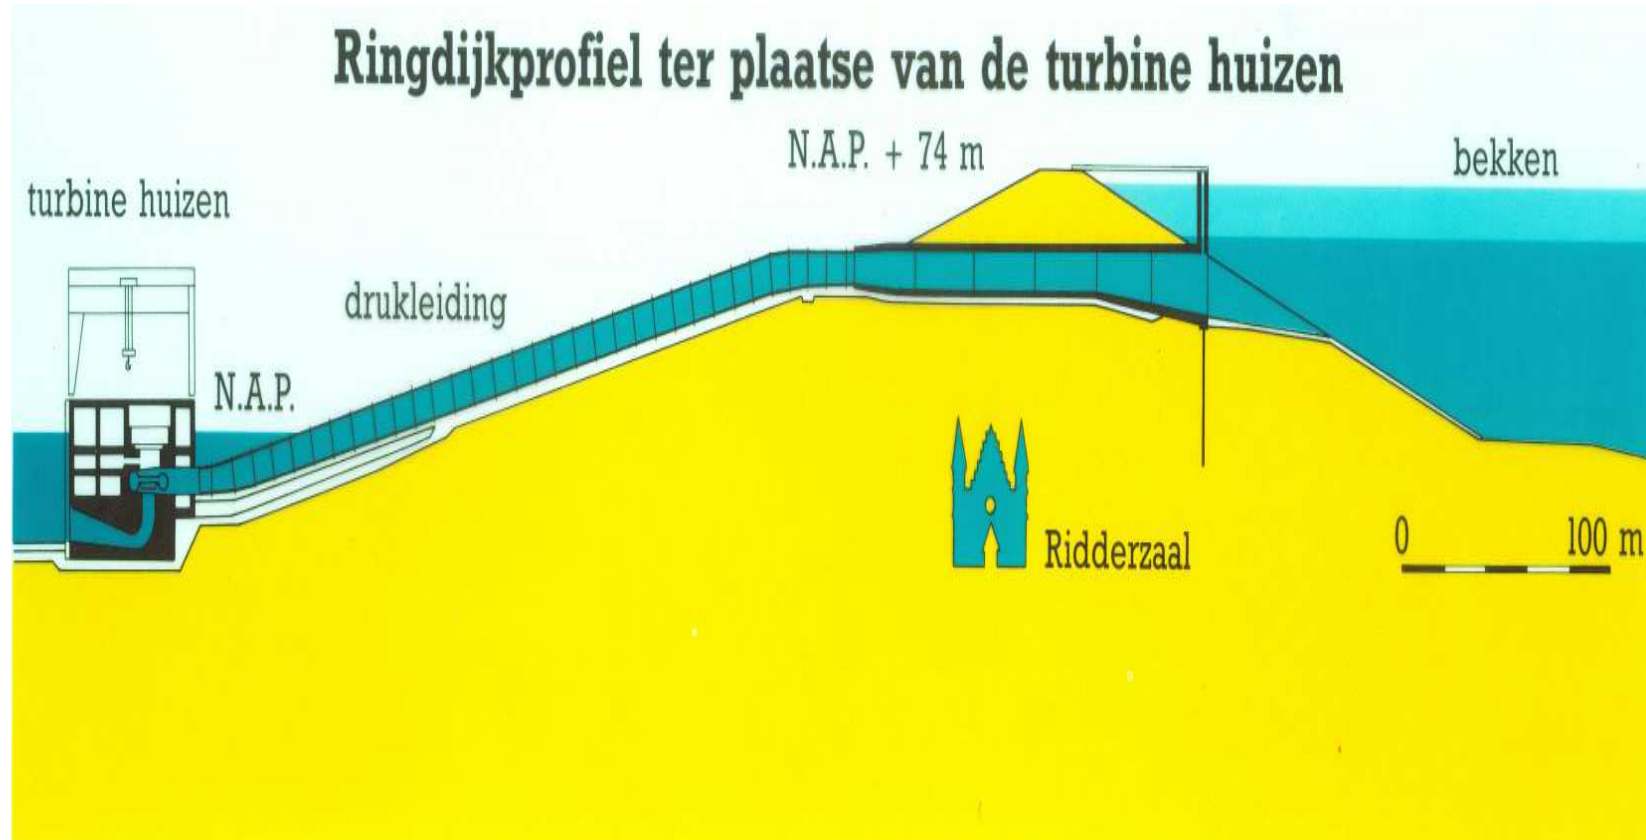 Ringdijkprofiel ter plaatse van de turbine huizen
N.A.P. + 74 m
bekken
turbine huizen
drukleiding
N.A.P.
Ridderzaal
0 100 m